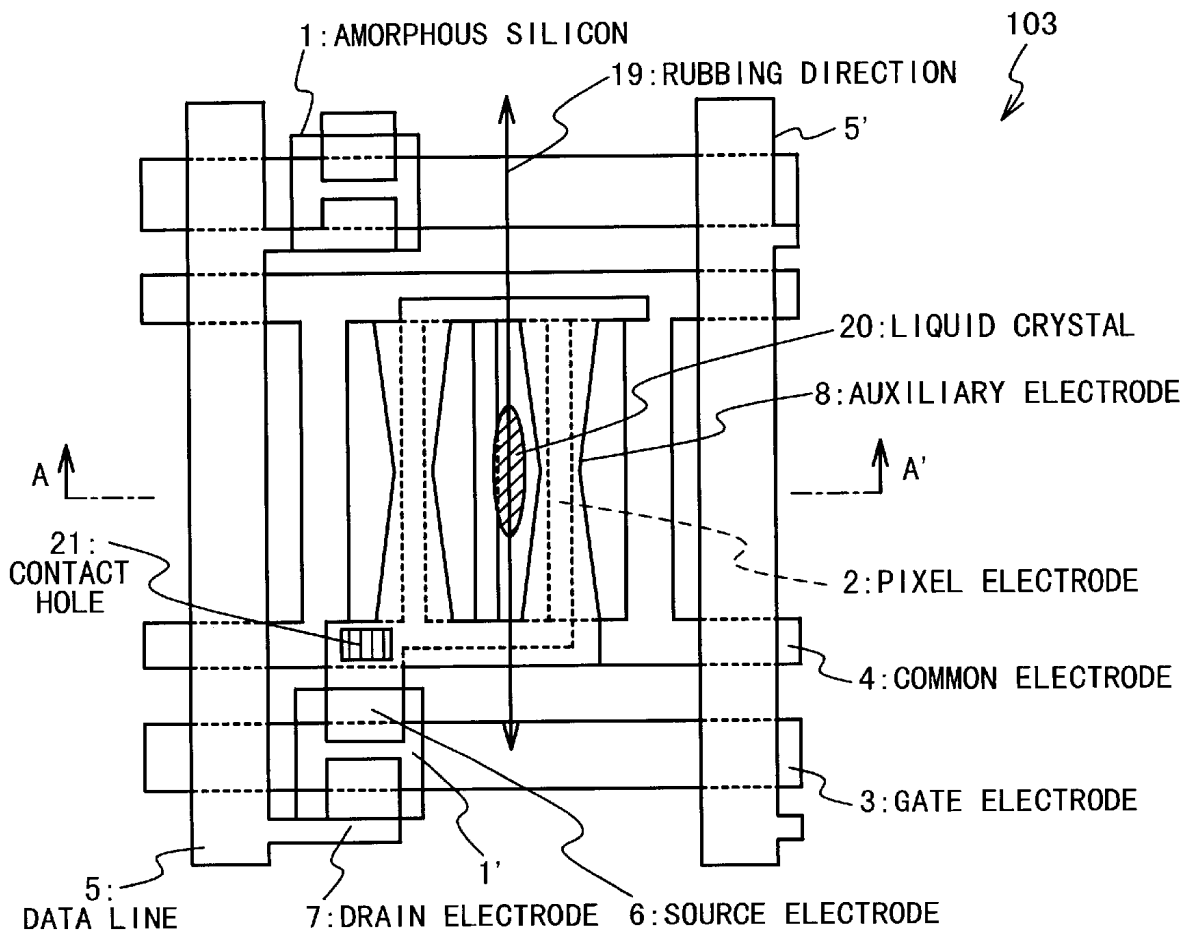 1:AMORPHOUS SILICON
103
19:RUBBING DIRECTION
5'
20:LIQUID CRYSTAL
8:AUXILIARY ELECTRODE
A
A'
21:
CONTACT
HOLE
2:PIXEL ELECTRODE
4:COMMON ELECTRODE
3:GATE ELECTRODE
1'
5:
DATA LINE
7:DRAIN ELECTRODE
6:SOURCE ELECTRODE